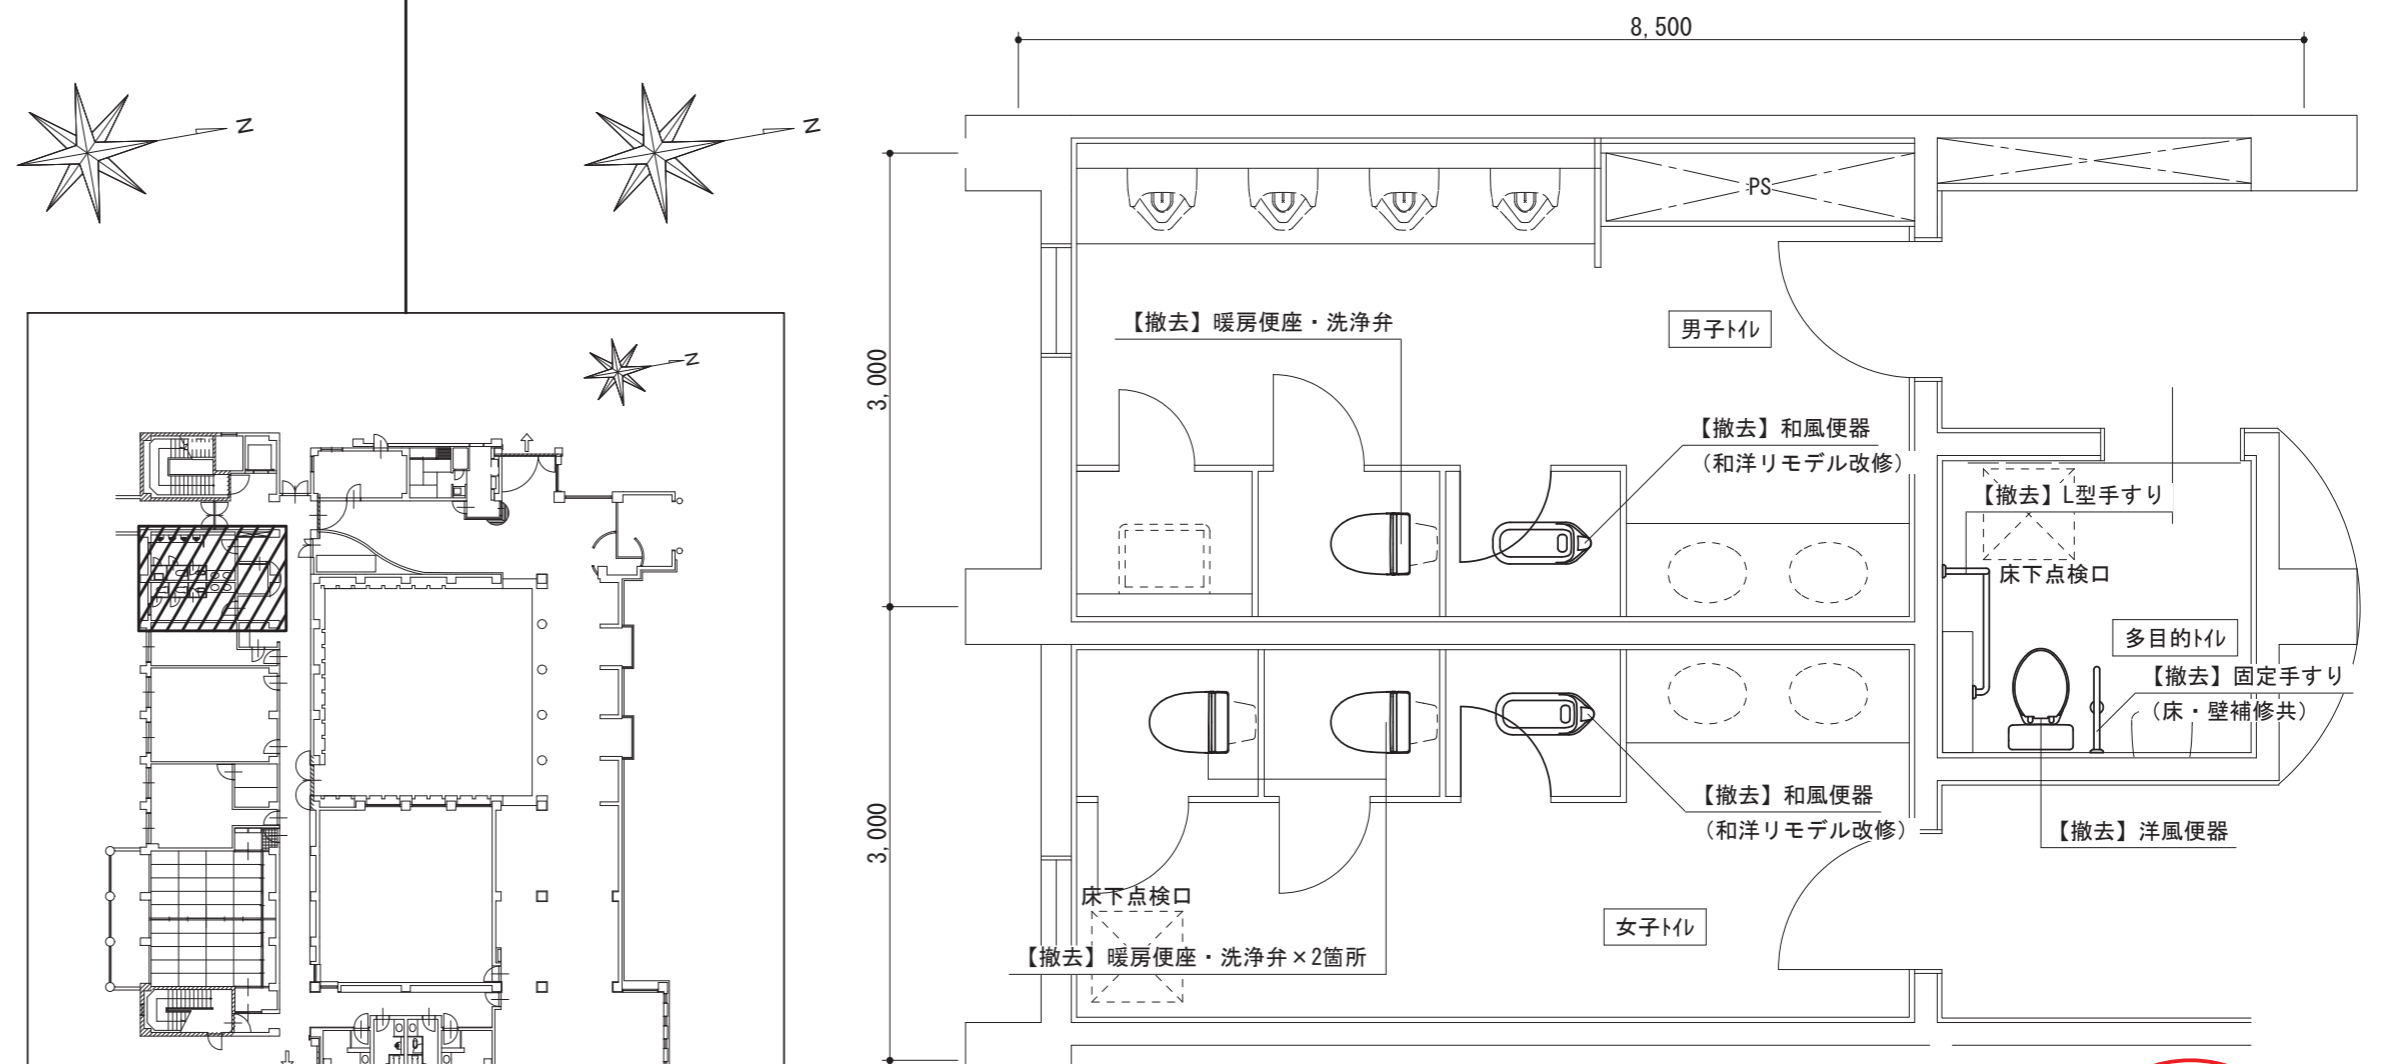 8,500
N
N
N
3,000
3,000
PS
【撤去】暖房便座・洗浄弁
男子ﾄｲﾚ
【撤去】和風便器
（和洋リモデル改修）
【撤去】L型手すり
床下点検口
多目的ﾄｲﾚ
【撤去】固定手すり
（床・壁補修共）
【撤去】和風便器
（和洋リモデル改修）
【撤去】洋風便器
床下点検口
女子ﾄｲﾚ
【撤去】暖房便座・洗浄弁×2箇所